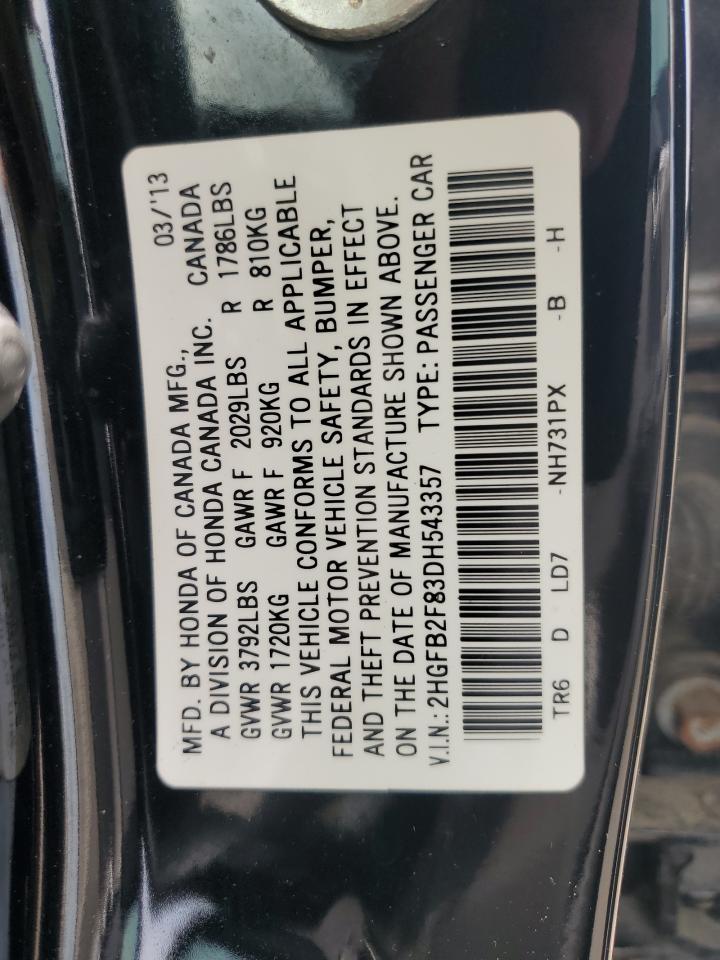 MFD. BY HONDA OF CANADA MFG., 03/'13
A DIVISION OF HONDA CANADA INC. CANADA
GVWR 3792LBS GAWR F 2029LBS R 1786LBS
GVWR 1720KG GAWR F 920KG R 810KG
THIS VEHICLE CONFORMS TO ALL APPLICABLE
FEDERAL MOTOR VEHICLE SAFETY, BUMPER,
AND THEFT PREVENTION STANDARDS IN EFFECT
ON THE DATE OF MANUFACTURE SHOWN ABOVE.
V.I.N.: 2HGFB2F83DH543357 TYPE: PASSENGER CAR
TR6 D LD7 -NH731PX -B -H